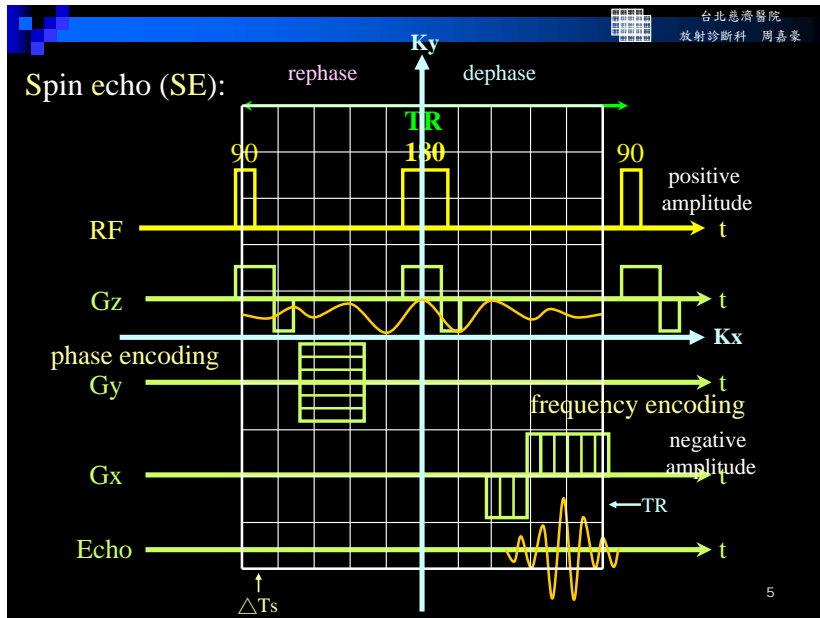 台北慈濟醫院
放射診斷科 周嘉豪
Ky
rephase dephase
Spin echo (SE):
TR
90 180 90
positive
amplitude
RF t
Gz t
Kx
phase encoding
Gy t
frequency encoding
negative
amplitude
Gx t
TR
Echo t
△Ts
5